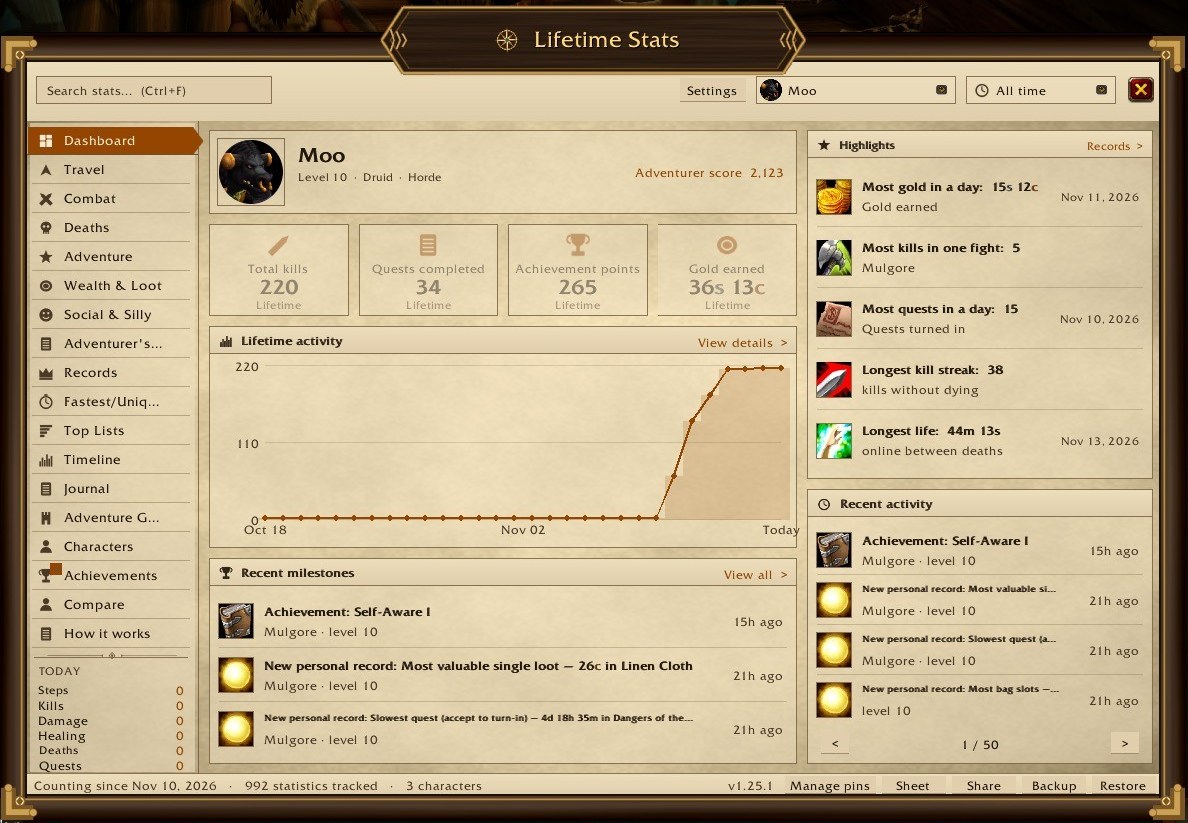 Lifetime Stats
Search stats... (Ctrl+F)
Settings
Moo
All time
Dashboard
Travel
Combat
Deaths
Adventure
Wealth & Loot
Social & Silly
Adventurer's...
Records
Fastest/Uniq...
Top Lists
Timeline
Journal
Adventure G...
Characters
Achievements
Compare
How it works
TODAY
Steps 0
Kills 0
Damage 0
Healing 0
Deaths 0
Quests 0
Moo
Level 10 · Druid · Horde
Adventurer score 2,123
Total kills
220
Lifetime
Quests completed
34
Lifetime
Achievement points
265
Lifetime
Gold earned
36s 13c
Lifetime
Lifetime activity
View details >
220
110
0
Oct 18
Nov 02
Today
Recent milestones
View all >
Achievement: Self-Aware I
Mulgore · level 10
15h ago
New personal record: Most valuable single loot — 26c in Linen Cloth
Mulgore · level 10
21h ago
New personal record: Slowest quest (accept to turn-in) — 4d 18h 35m in Dangers of the...
Mulgore · level 10
21h ago
Highlights
Records >
Most gold in a day: 15s 12c
Gold earned
Nov 11, 2026
Most kills in one fight: 5
Mulgore
Most quests in a day: 15
Quests turned in
Nov 10, 2026
Longest kill streak: 38
kills without dying
Longest life: 44m 13s
online between deaths
Nov 13, 2026
Recent activity
Achievement: Self-Aware I
Mulgore · level 10
15h ago
New personal record: Most valuable si...
Mulgore · level 10
21h ago
New personal record: Slowest quest (a...
Mulgore · level 10
21h ago
New personal record: Most bag slots —...
level 10
21h ago
< 1 / 50 >
Counting since Nov 10, 2026 · 992 statistics tracked · 3 characters
v1.25.1
Manage pins
Sheet
Share
Backup
Restore